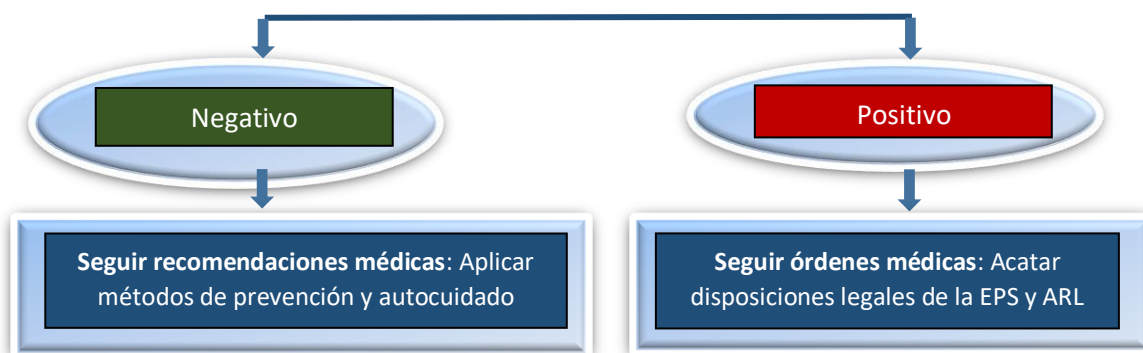 Negativo
Positivo
Seguir recomendaciones médicas: Aplicar
métodos de prevención y autocuidado
Seguir órdenes médicas: Acatar
disposiciones legales de la EPS y ARL